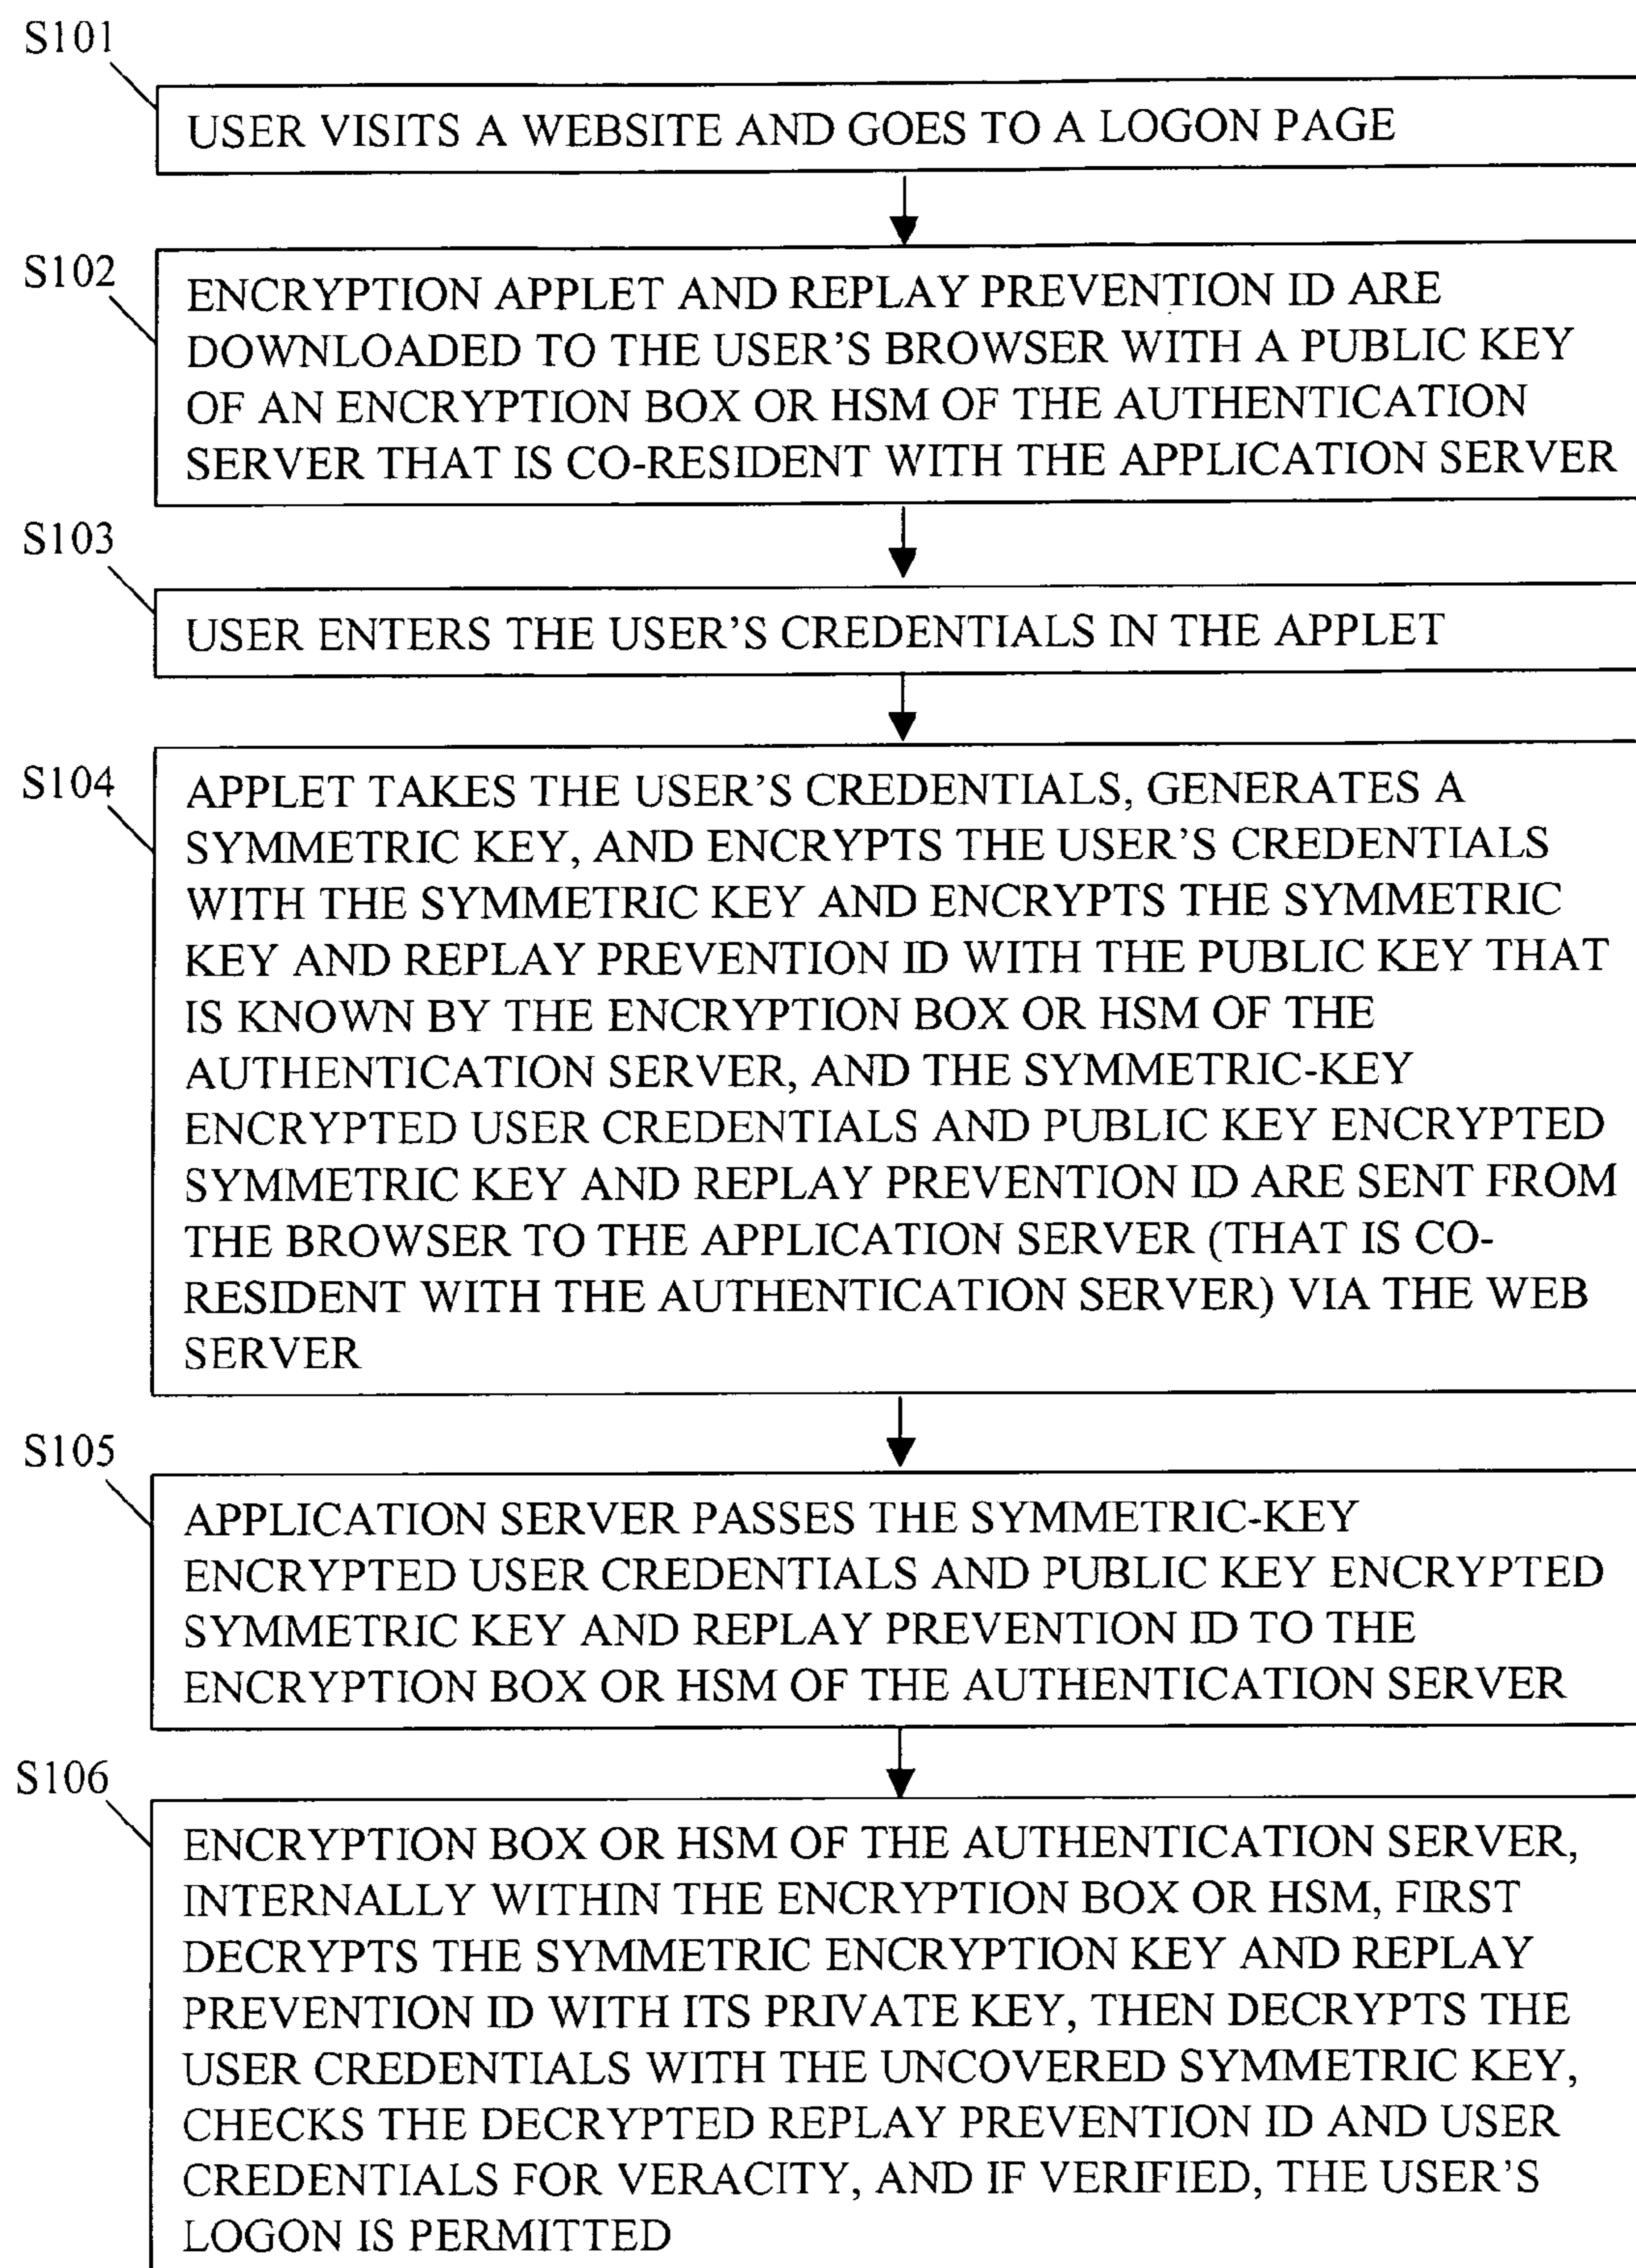 S101
USER VISITS A WEBSITE AND GOES TO A LOGON PAGE
S102
ENCRYPTION APPLET AND REPLAY PREVENTION ID ARE
DOWNLOADED TO THE USER'S BROWSER WITH A PUBLIC KEY
OF AN ENCRYPTION BOX OR HSM OF THE AUTHENTICATION
SERVER THAT IS CO-RESIDENT WITH THE APPLICATION SERVER
S103
USER ENTERS THE USER'S CREDENTIALS IN THE APPLET
S104
APPLET TAKES THE USER'S CREDENTIALS, GENERATES A
SYMMETRIC KEY, AND ENCRYPTS THE USER'S CREDENTIALS
WITH THE SYMMETRIC KEY AND ENCRYPTS THE SYMMETRIC
KEY AND REPLAY PREVENTION ID WITH THE PUBLIC KEY THAT
IS KNOWN BY THE ENCRYPTION BOX OR HSM OF THE
AUTHENTICATION SERVER, AND THE SYMMETRIC-KEY
ENCRYPTED USER CREDENTIALS AND PUBLIC KEY ENCRYPTED
SYMMETRIC KEY AND REPLAY PREVENTION ID ARE SENT FROM
THE BROWSER TO THE APPLICATION SERVER (THAT IS CO-
RESIDENT WITH THE AUTHENTICATION SERVER) VIA THE WEB
SERVER
S105
APPLICATION SERVER PASSES THE SYMMETRIC-KEY
ENCRYPTED USER CREDENTIALS AND PUBLIC KEY ENCRYPTED
SYMMETRIC KEY AND REPLAY PREVENTION ID TO THE
ENCRYPTION BOX OR HSM OF THE AUTHENTICATION SERVER
S106
ENCRYPTION BOX OR HSM OF THE AUTHENTICATION SERVER,
INTERNALLY WITHIN THE ENCRYPTION BOX OR HSM, FIRST
DECRYPTS THE SYMMETRIC ENCRYPTION KEY AND REPLAY
PREVENTION ID WITH ITS PRIVATE KEY, THEN DECRYPTS THE
USER CREDENTIALS WITH THE UNCOVERED SYMMETRIC KEY,
CHECKS THE DECRYPTED REPLAY PREVENTION ID AND USER
CREDENTIALS FOR VERACITY, AND IF VERIFIED, THE USER'S
LOGON IS PERMITTED